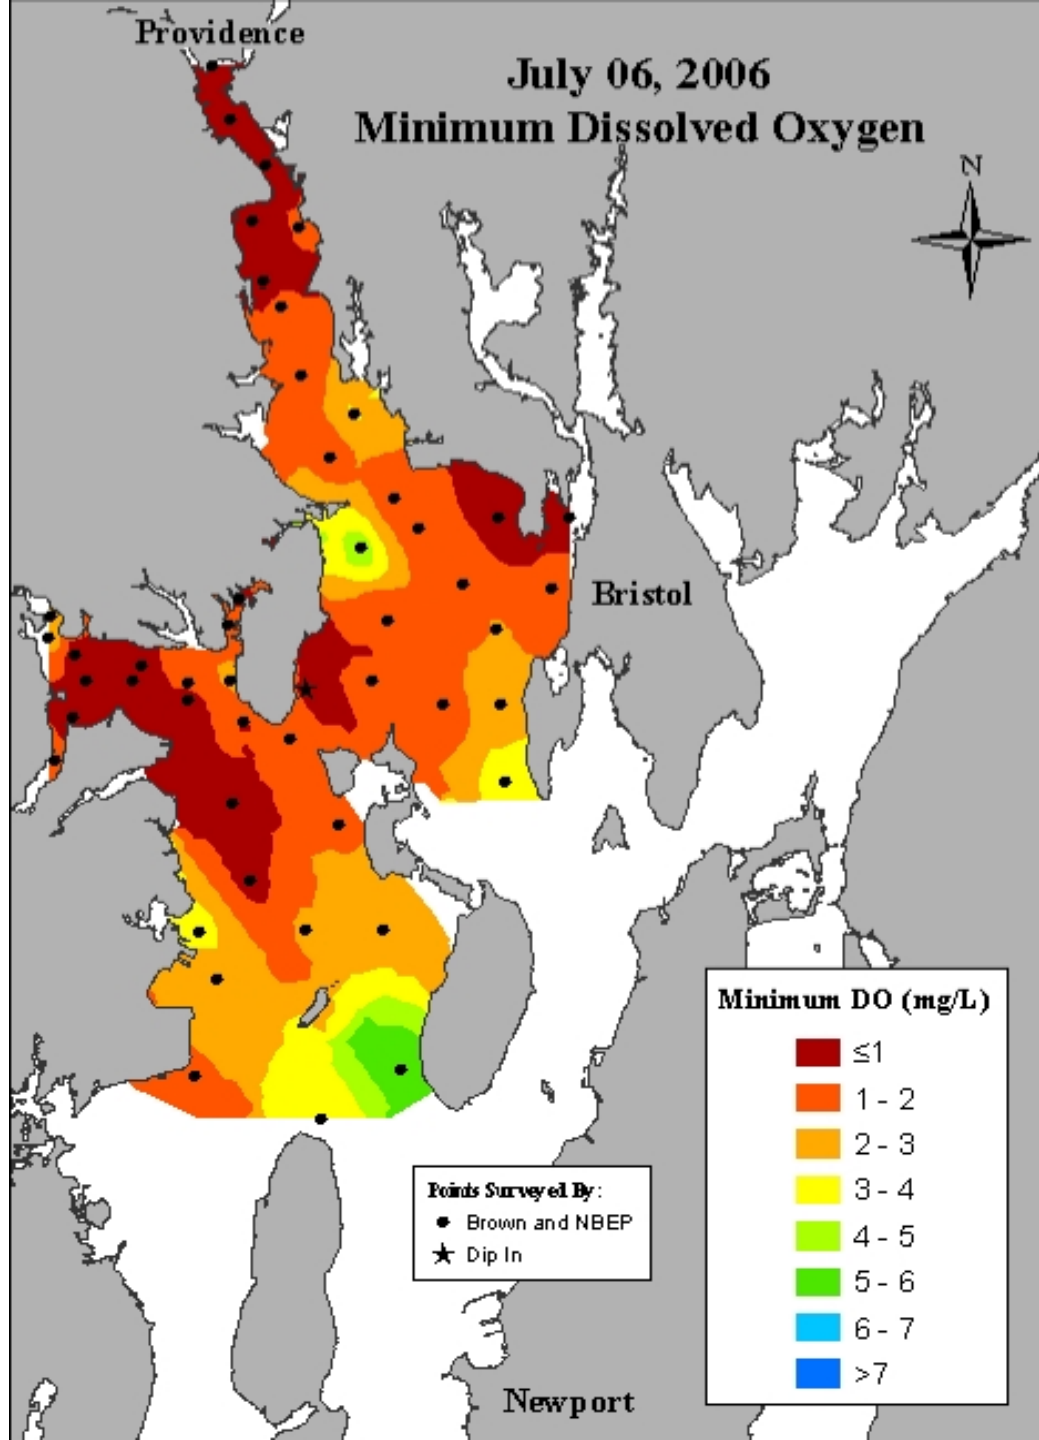 Providence
July 06, 2006
Minimum Dissolved Oxygen
N
Bristol
Minimum DO (mg/L)
≤1
1 - 2
2 - 3
3 - 4
4 - 5
5 - 6
6 - 7
>7
Points Surveyed By:
Brown and NBEP
Dip In
Newport